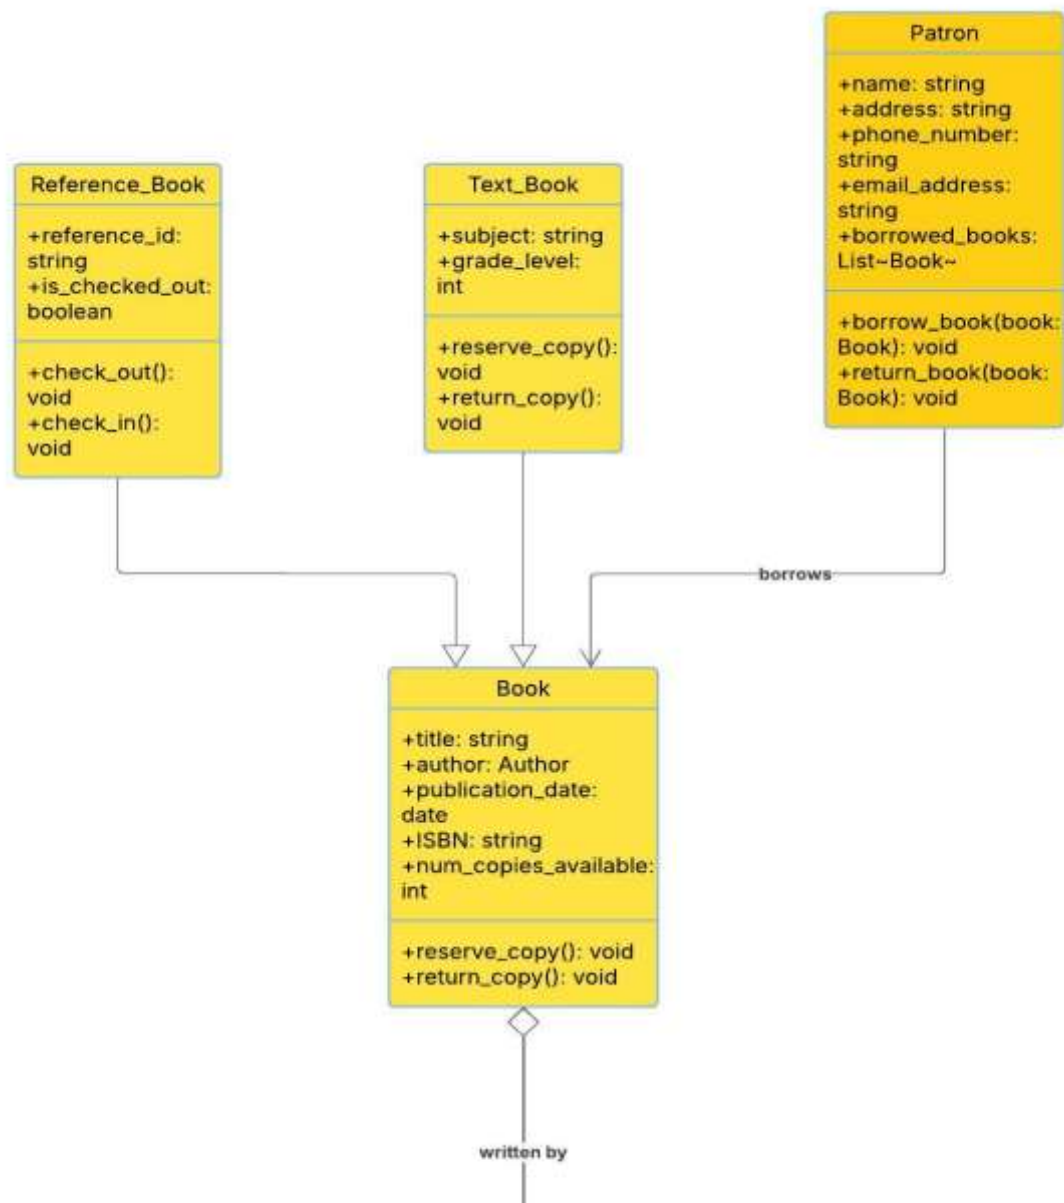 Patron
+name: string
+address: string
+phone_number:
string
+email_address:
string
+borrowed_books:
List~Book~
+borrow_book(book:
Book): void
+return_book(book:
Book): void
Reference_Book
+reference_id:
string
+is_checked_out:
boolean
+check_out():
void
+check_in():
void
Text_Book
+subject: string
+grade_level:
int
+reserve_copy():
void
+return_copy():
void
borrows
Book
+title: string
+author: Author
+publication_date:
date
+ISBN: string
+num_copies_available:
int
+reserve_copy(): void
+return_copy(): void
written by